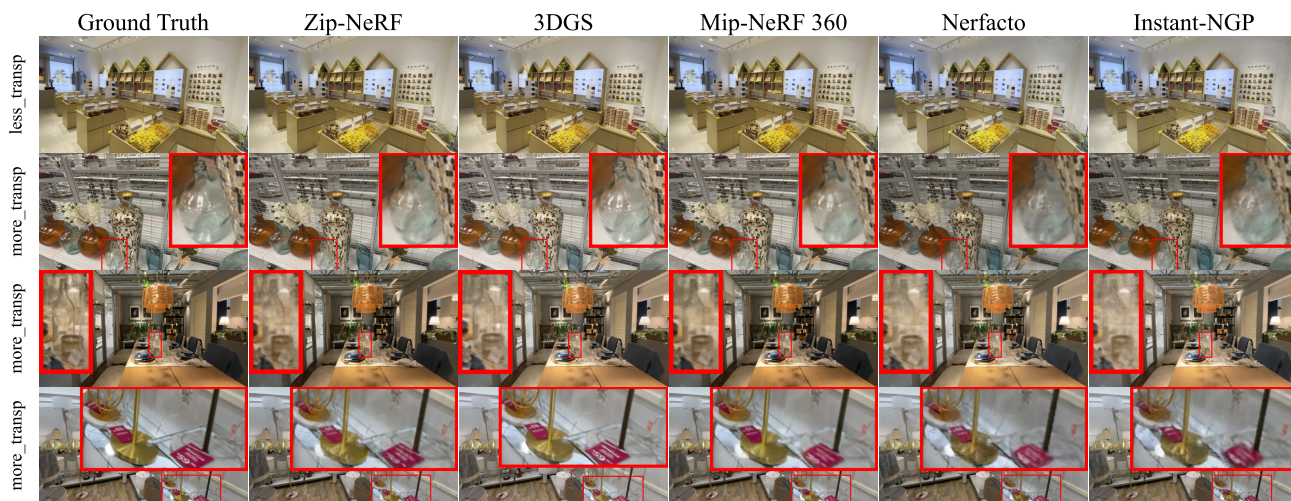 Ground Truth Zip-NeRF 3DGS Mip-NeRF 360 Nerfacto Instant-NGP
less_transp
more_transp
more_transp
more_transp